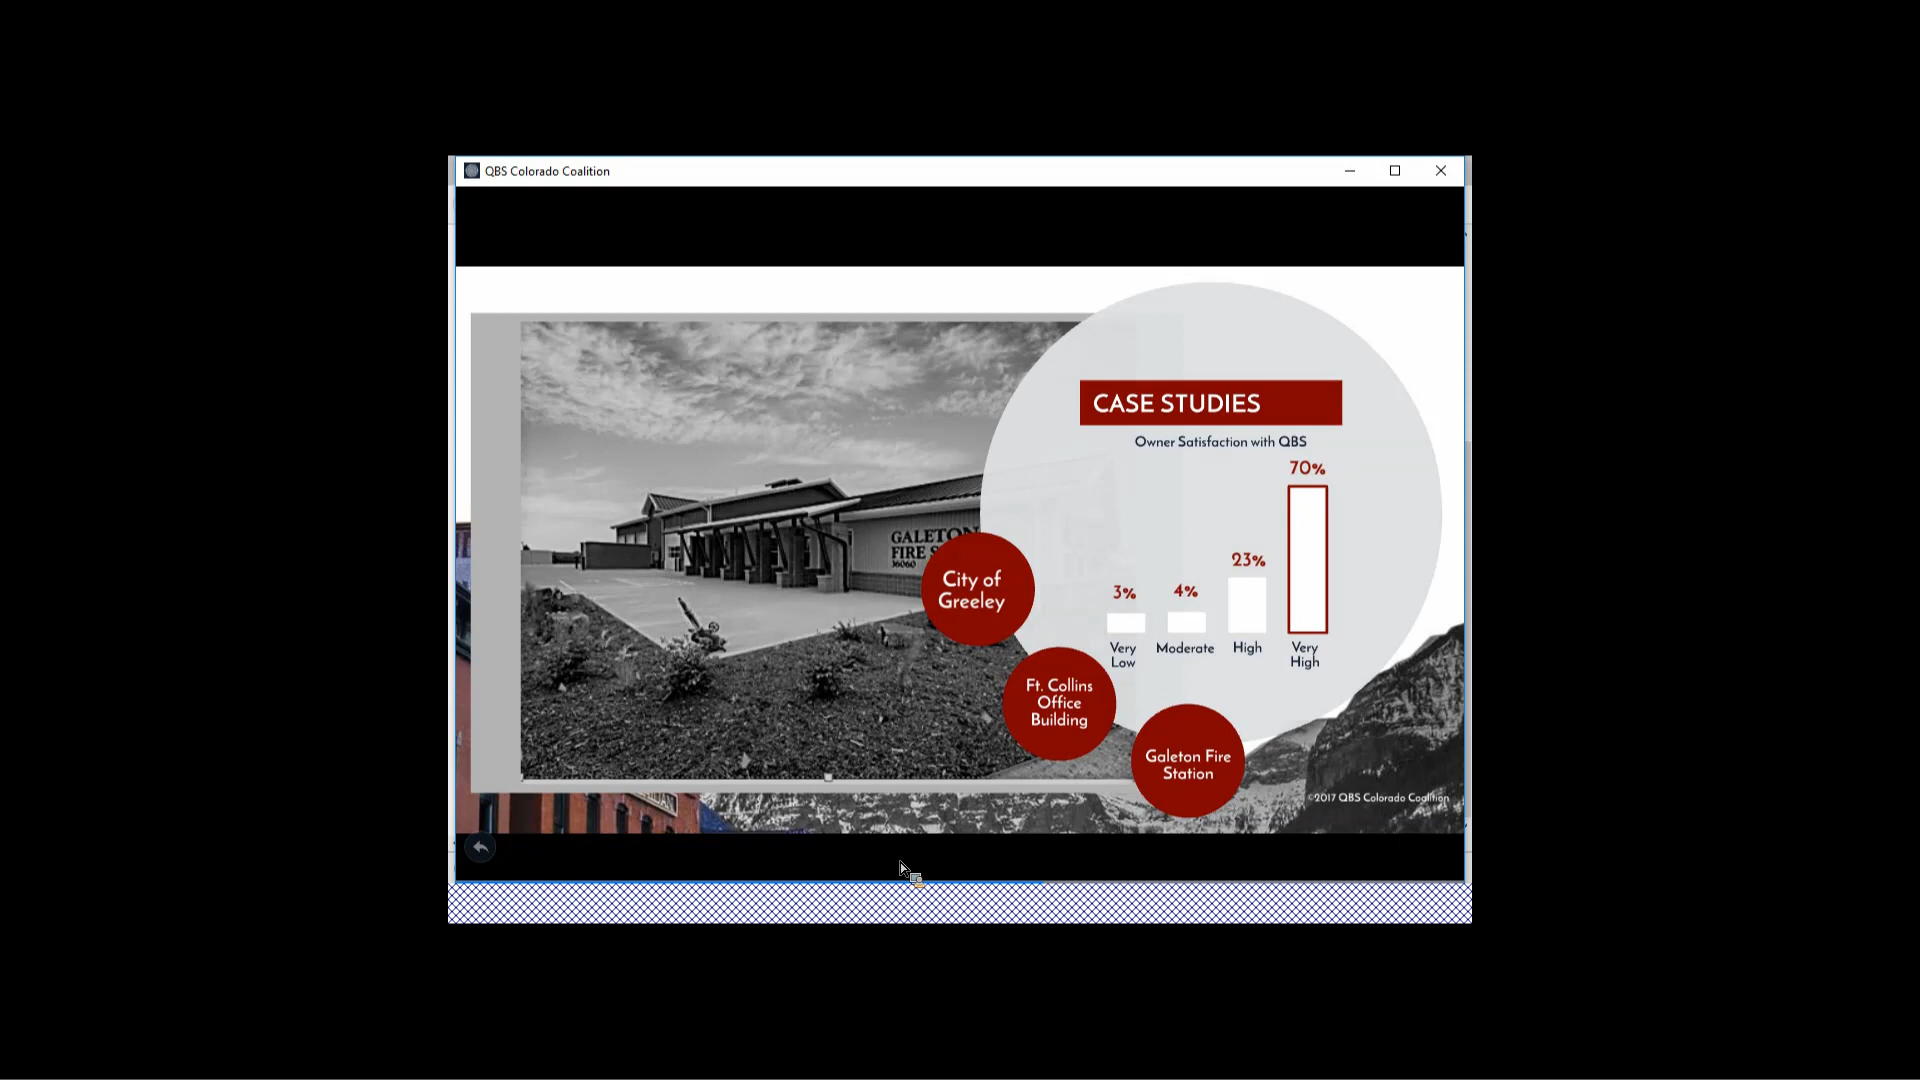 QBS Colorado Coalition
CASE STUDIES
Owner Satisfaction with QBS
70%
23%
3%
4%
Very
Low
Moderate
High
Very
High
GALETON
FIRE S
36060
City of
Greeley
Ft. Collins
Office
Building
Galeton Fire
Station
©2017 QBS Colorado Coalition